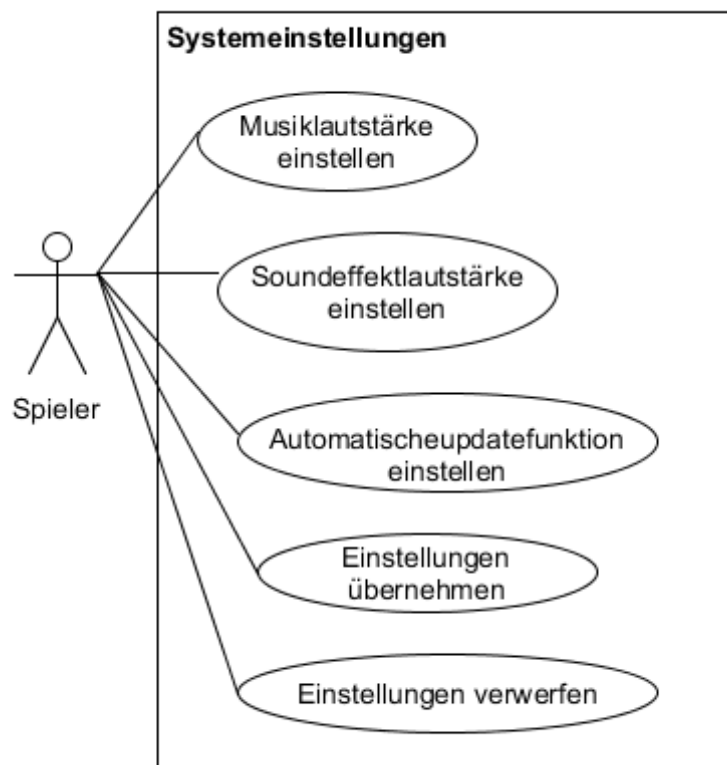 Systemeinstellungen
Musiklautstärke
einstellen
Soundeffektlautstärke
einstellen
Spieler
Automatischeupdatefunktion
einstellen
Einstellungen
übernehmen
Einstellungen verwerfen